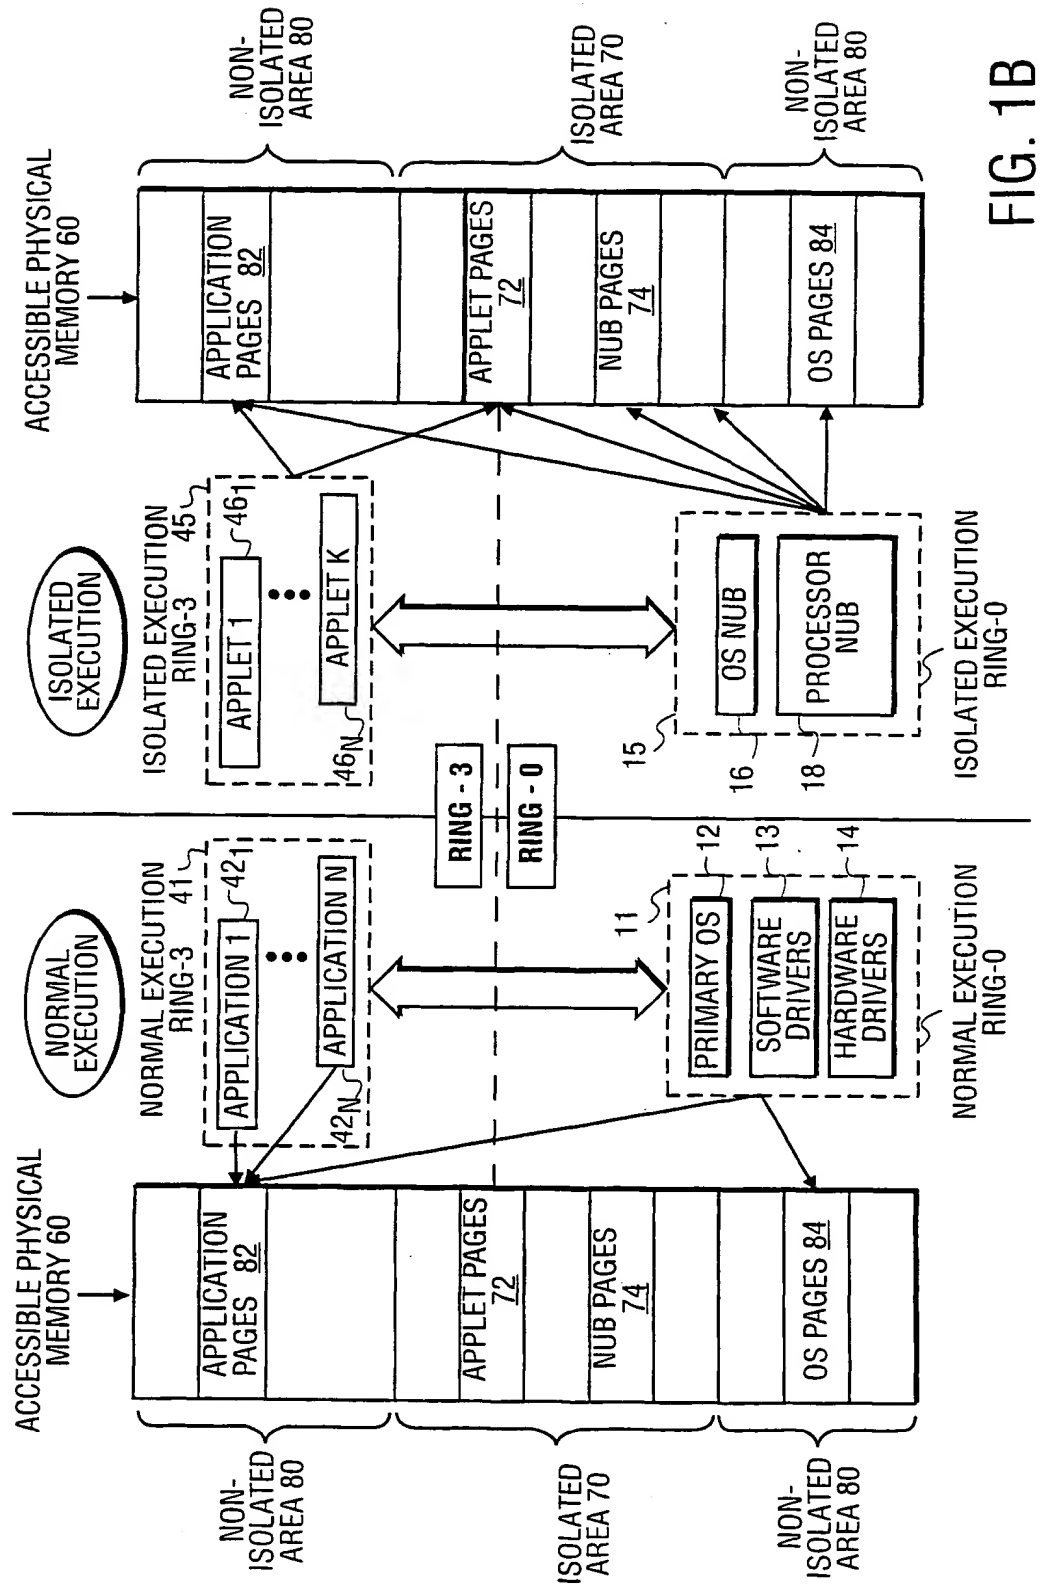 ACCESSIBLE PHYSICAL
MEMORY 60
NON-
ISOLATED
AREA 80
APPLICATION
PAGES 82
ISOLATED
AREA 70
APPLET PAGES
72
NUB PAGES
74
NON-
ISOLATED
AREA 80
OS PAGES 84
NORMAL
EXECUTION
NORMAL EXECUTION
RING-3
41
APPLICATION 1
421
APPLICATION N
42N
RING - 3
RING - 0
11
PRIMARY OS
12
SOFTWARE
DRIVERS
13
HARDWARE
DRIVERS
14
NORMAL EXECUTION
RING-0
ISOLATED
EXECUTION
ISOLATED EXECUTION
RING-3
45
APPLET 1
461
APPLET K
46N
15
OS NUB
16
PROCESSOR
NUB
18
ISOLATED EXECUTION
RING-0
ACCESSIBLE PHYSICAL
MEMORY 60
APPLICATION
PAGES 82
NON-
ISOLATED
AREA 80
APPLET PAGES
72
NUB PAGES
74
ISOLATED
AREA 70
OS PAGES 84
NON-
ISOLATED
AREA 80
FIG. 1B